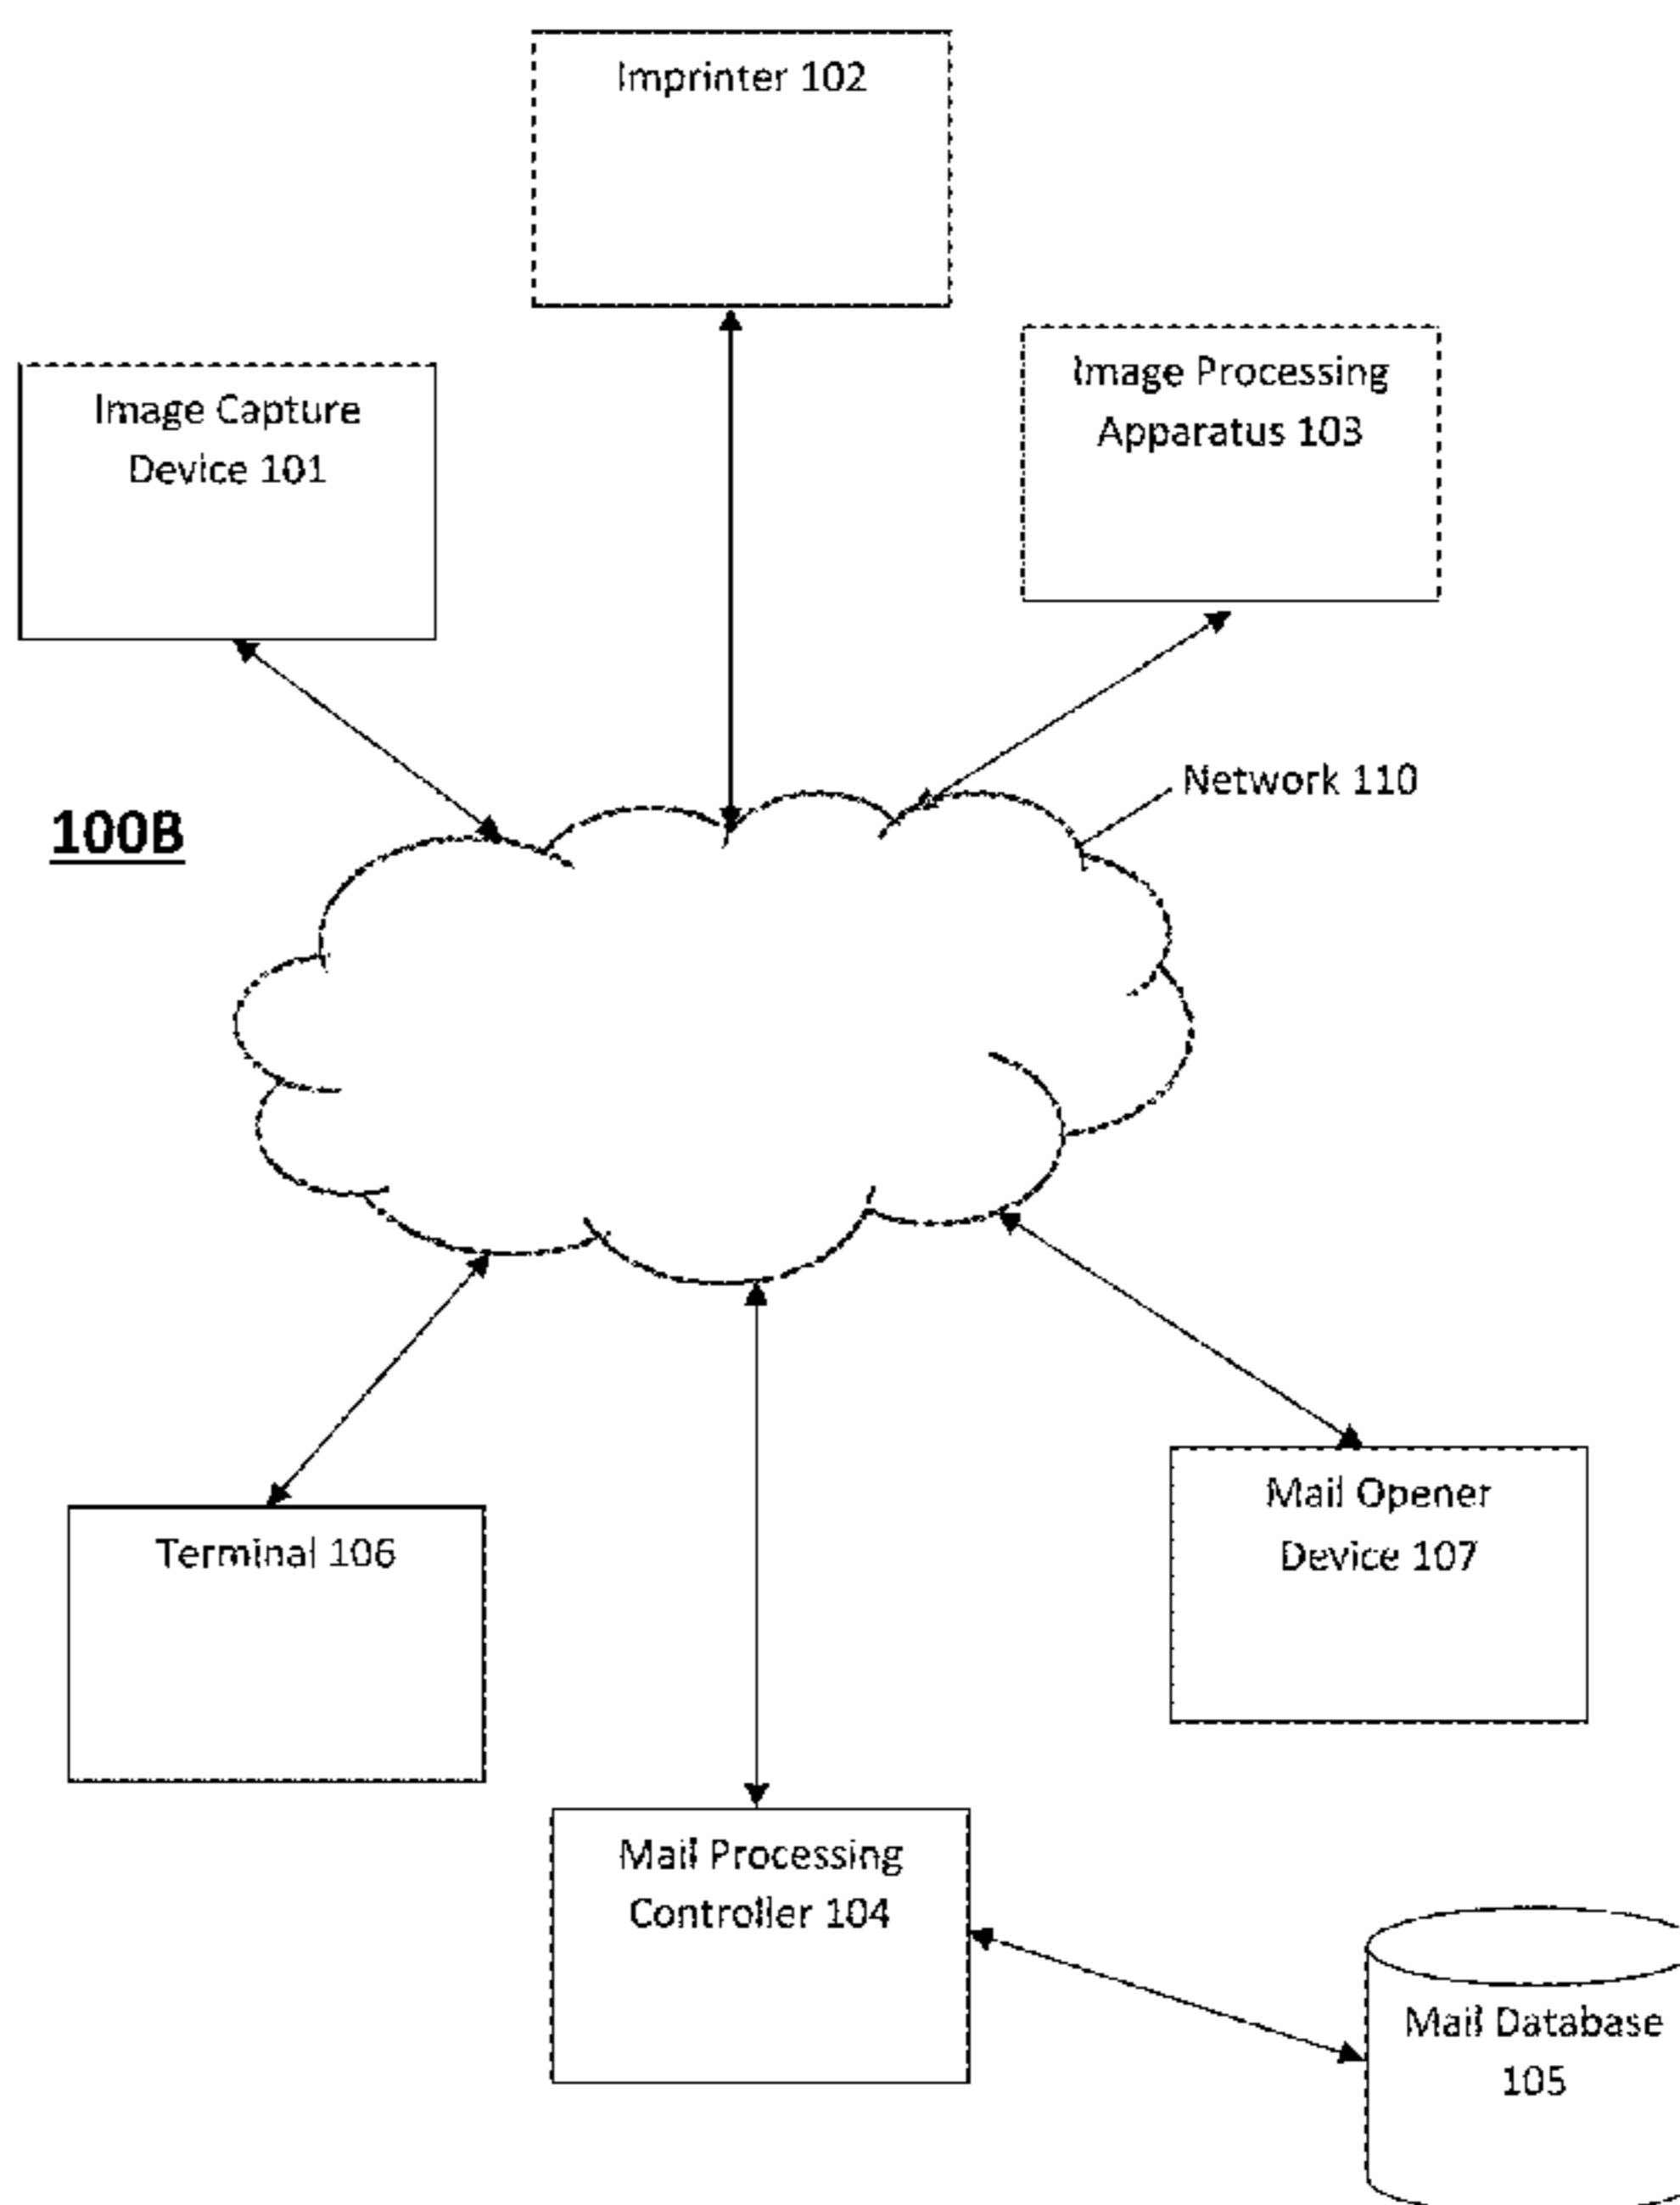 Imprinter 102
Image Capture
Device 101
Image Processing
Apparatus 103
Network 110
100B
Terminal 106
Mail Opener
Device 107
Mail Processing
Controller 104
Mail Database
105